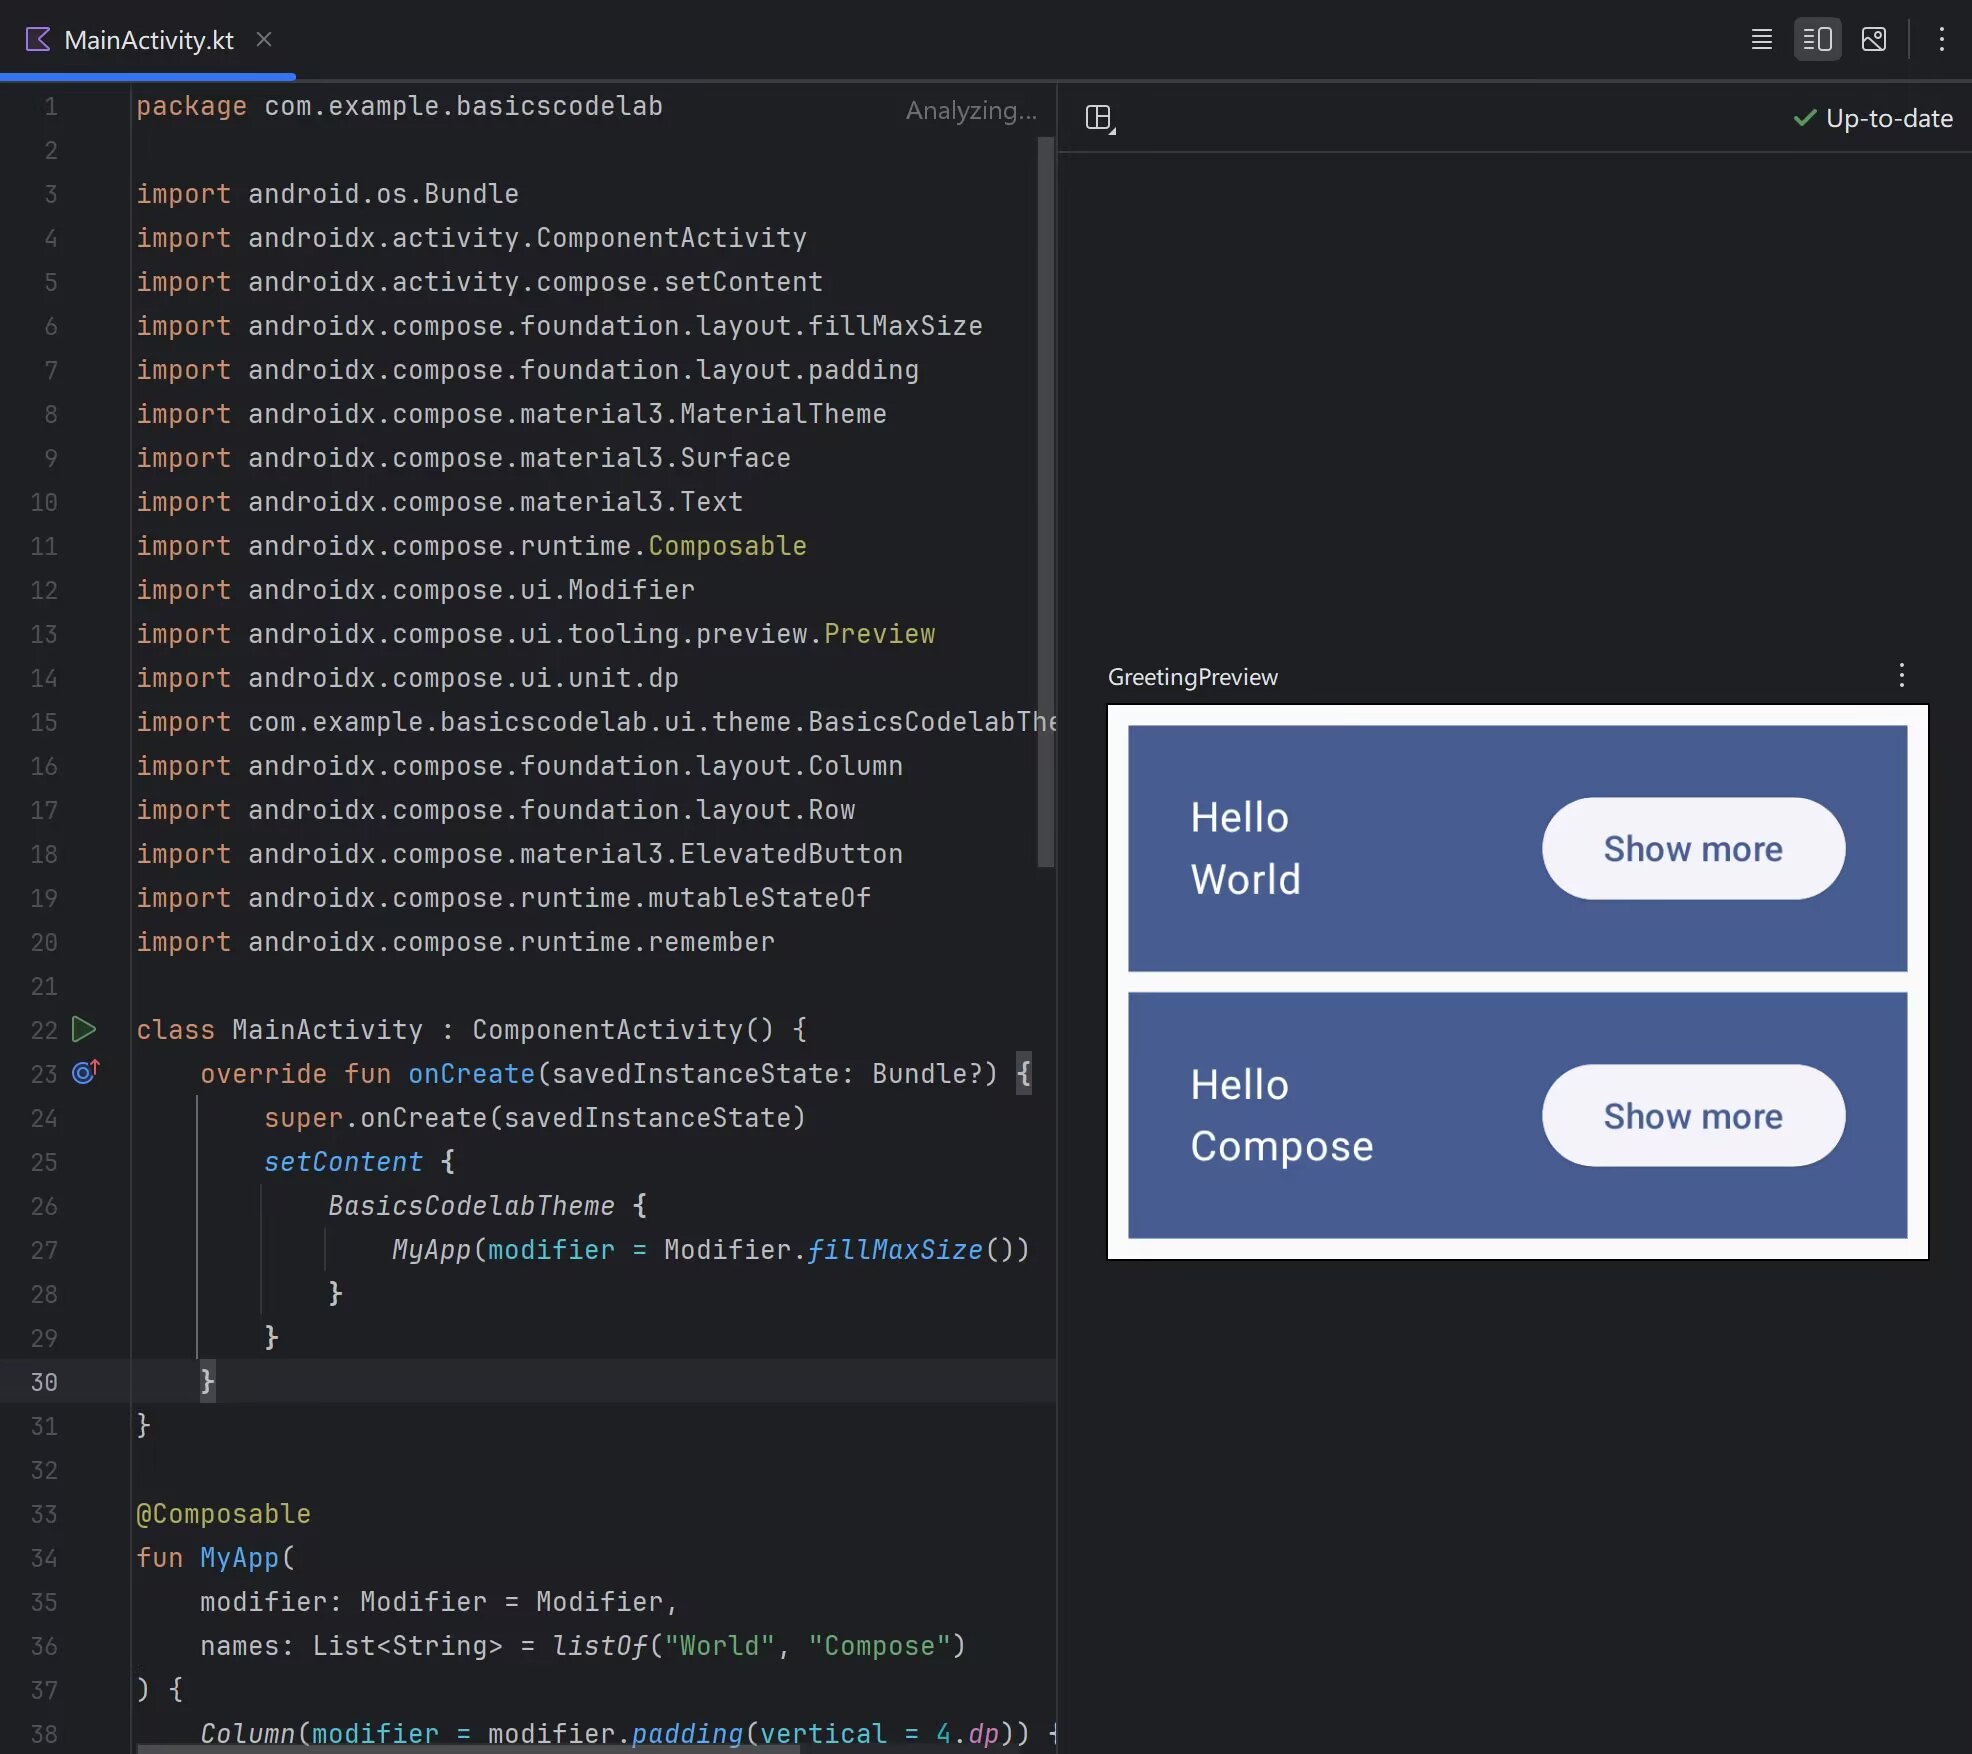 MainActivity.kt
1 package com.example.basicscodelab
Analyzing...
2
3 import android.os.Bundle
4 import androidx.activity.ComponentActivity
5 import androidx.activity.compose.setContent
6 import androidx.compose.foundation.layout.fillMaxSize
7 import androidx.compose.foundation.layout.padding
8 import androidx.compose.material3.MaterialTheme
9 import androidx.compose.material3.Surface
10 import androidx.compose.material3.Text
11 import androidx.compose.runtime.Composable
12 import androidx.compose.ui.Modifier
13 import androidx.compose.ui.tooling.preview.Preview
14 import androidx.compose.ui.unit.dp
15 import com.example.basicscodelab.ui.theme.BasicsCodelabThe
16 import androidx.compose.foundation.layout.Column
17 import androidx.compose.foundation.layout.Row
18 import androidx.compose.material3.ElevatedButton
19 import androidx.compose.runtime.mutableStateOf
20 import androidx.compose.runtime.remember
21
22 class MainActivity : ComponentActivity() {
23     override fun onCreate(savedInstanceState: Bundle?) {
24         super.onCreate(savedInstanceState)
25         setContent {
26             BasicsCodelabTheme {
27                 MyApp(modifier = Modifier.fillMaxSize())
28             }
29         }
30     }
31 }
32
33 @Composable
34 fun MyApp(
35     modifier: Modifier = Modifier,
36     names: List<String> = listOf("World", "Compose")
37 ) {
38     Column(modifier = modifier.padding(vertical = 4.dp)) {
Up-to-date
GreetingPreview
Hello
World
Show more
Hello
Compose
Show more